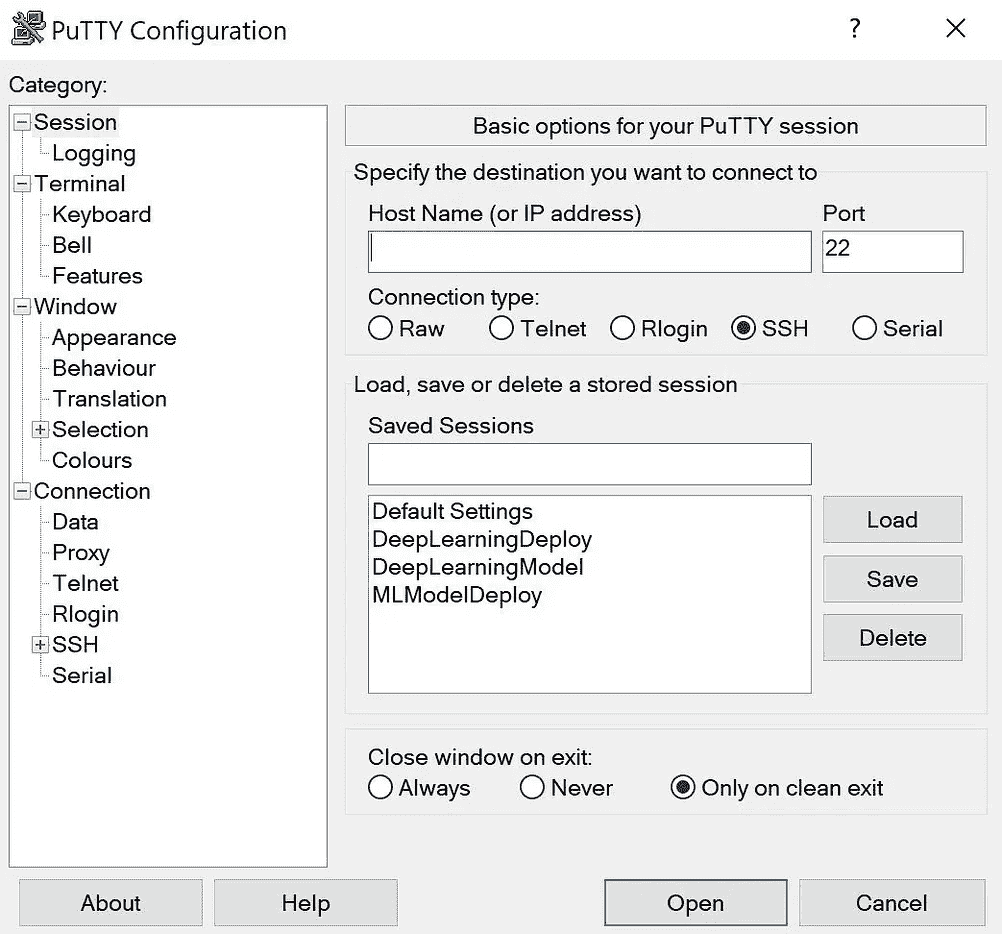 PuTTY Configuration ?
Category:
Session
Logging
Terminal
Keyboard
Bell
Features
Window
Appearance
Behaviour
Translation
Selection
Colours
Connection
Data
Proxy
Telnet
Rlogin
SSH
Serial
Basic options for your PuTTY session
Specify the destination you want to connect to
Host Name (or IP address) Port
22
Connection type:
Raw Telnet Rlogin SSH Serial
Load, save or delete a stored session
Saved Sessions
Default Settings
DeepLearningDeploy
DeepLearningModel
MLModelDeploy
Load
Save
Delete
Close window on exit:
Always Never Only on clean exit
About Help Open Cancel